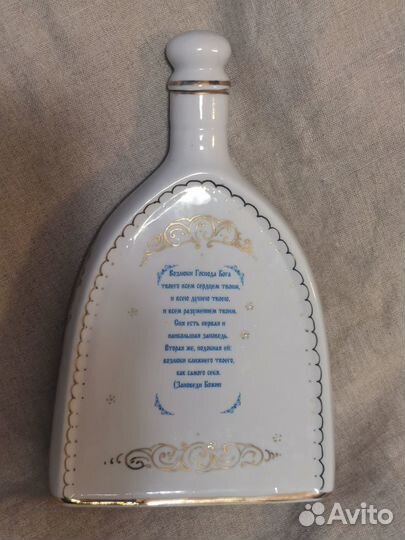 Возлюби Господа Бога
твоего всем сердцем твоим,
и всею душею твоею,
и всем разумением твоим.
Сия есть первая и
наибольшая заповедь.
Вторая же, подобная ей:
возлюби ближнего твоего,
как самого себя.
(Заповеди Божии
Avito